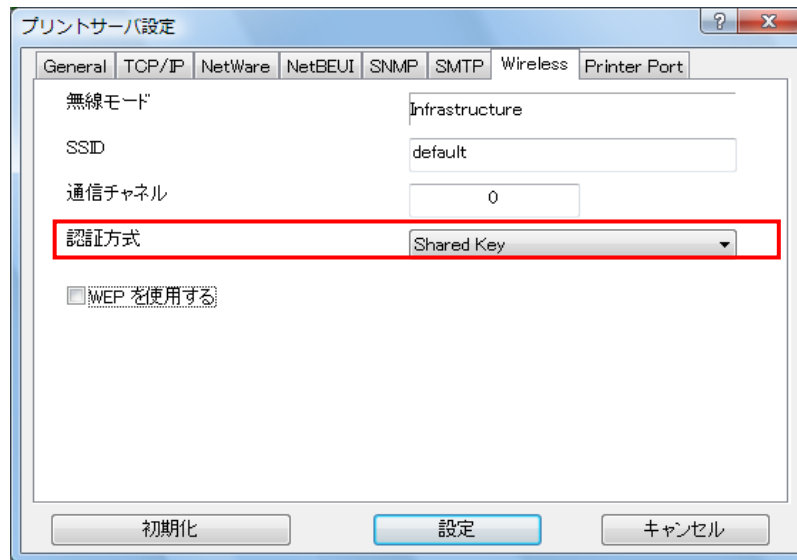 プリントサーバ設定
General TCP/IP NetWare NetBEUI SNMP SMTP Wireless Printer Port
無線モード Infrastructure
SSID default
通信チャネル 0
認証方式 Shared Key
WEP を使用する
初期化 設定 キャンセル